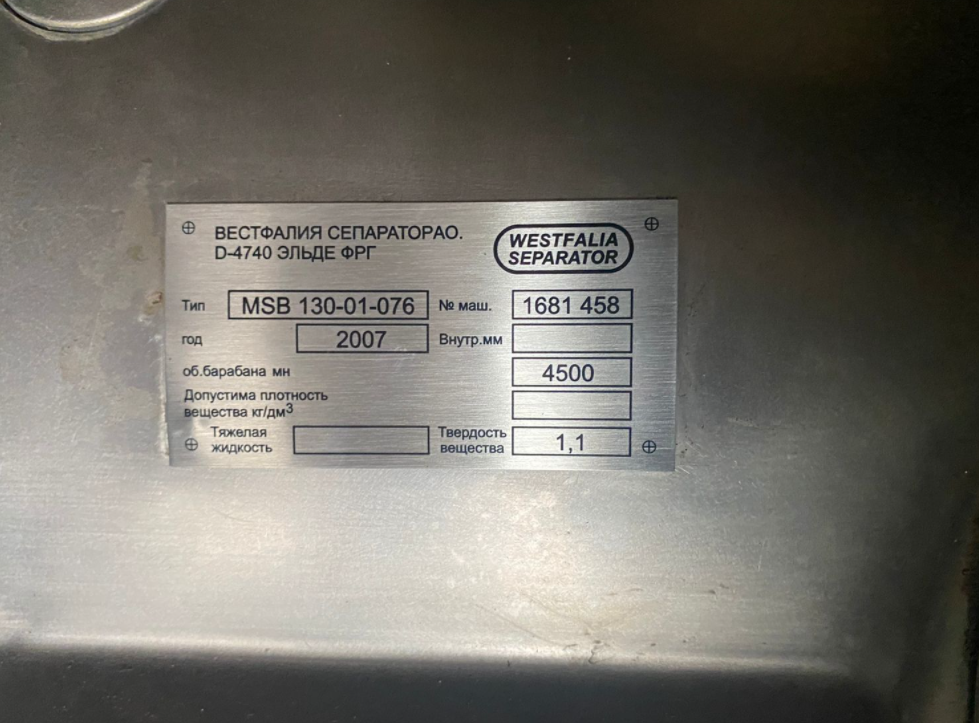 ВЕСТФАЛИЯ СЕПАРАТОРАО.
D-4740 ЭЛЬДЕ ФРГ
WESTFALIA
SEPARATOR
Тип MSB 130-01-076 № маш. 1681 458
год 2007 Внутр.мм
об.барабана мн 4500
Допустима плотность
вещества кг/дм³
Тяжелая
жидкость
Твердость
вещества 1,1